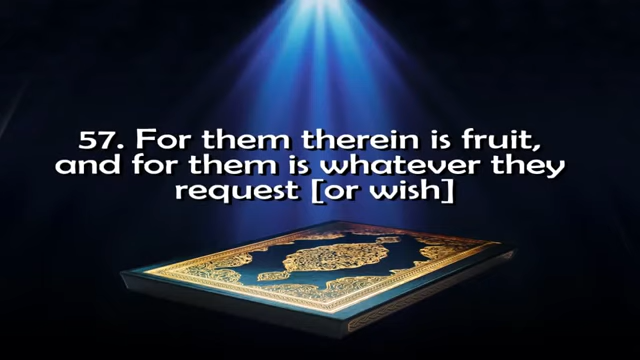 57. For them therein is fruit,
and for them is whatever they
request [or wish]